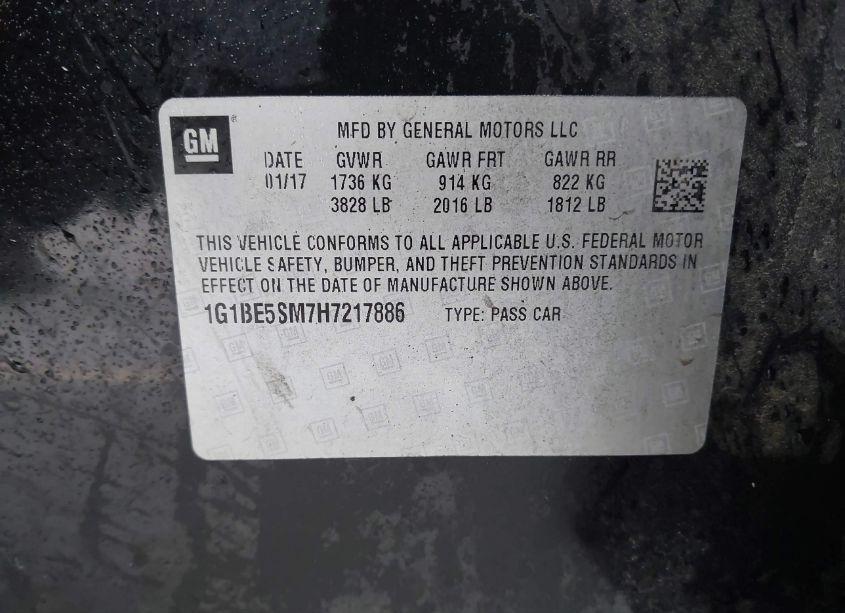 GM
MFD BY GENERAL MOTORS LLC
DATE GVWR GAWR FRT GAWR RR
01/17 1736 KG 914 KG 822 KG
3828 LB 2016 LB 1812 LB
THIS VEHICLE CONFORMS TO ALL APPLICABLE U.S. FEDERAL MOTOR
VEHICLE SAFETY, BUMPER, AND THEFT PREVENTION STANDARDS IN
EFFECT ON THE DATE OF MANUFACTURE SHOWN ABOVE.
1G1BE5SM7H7217886 TYPE: PASS CAR